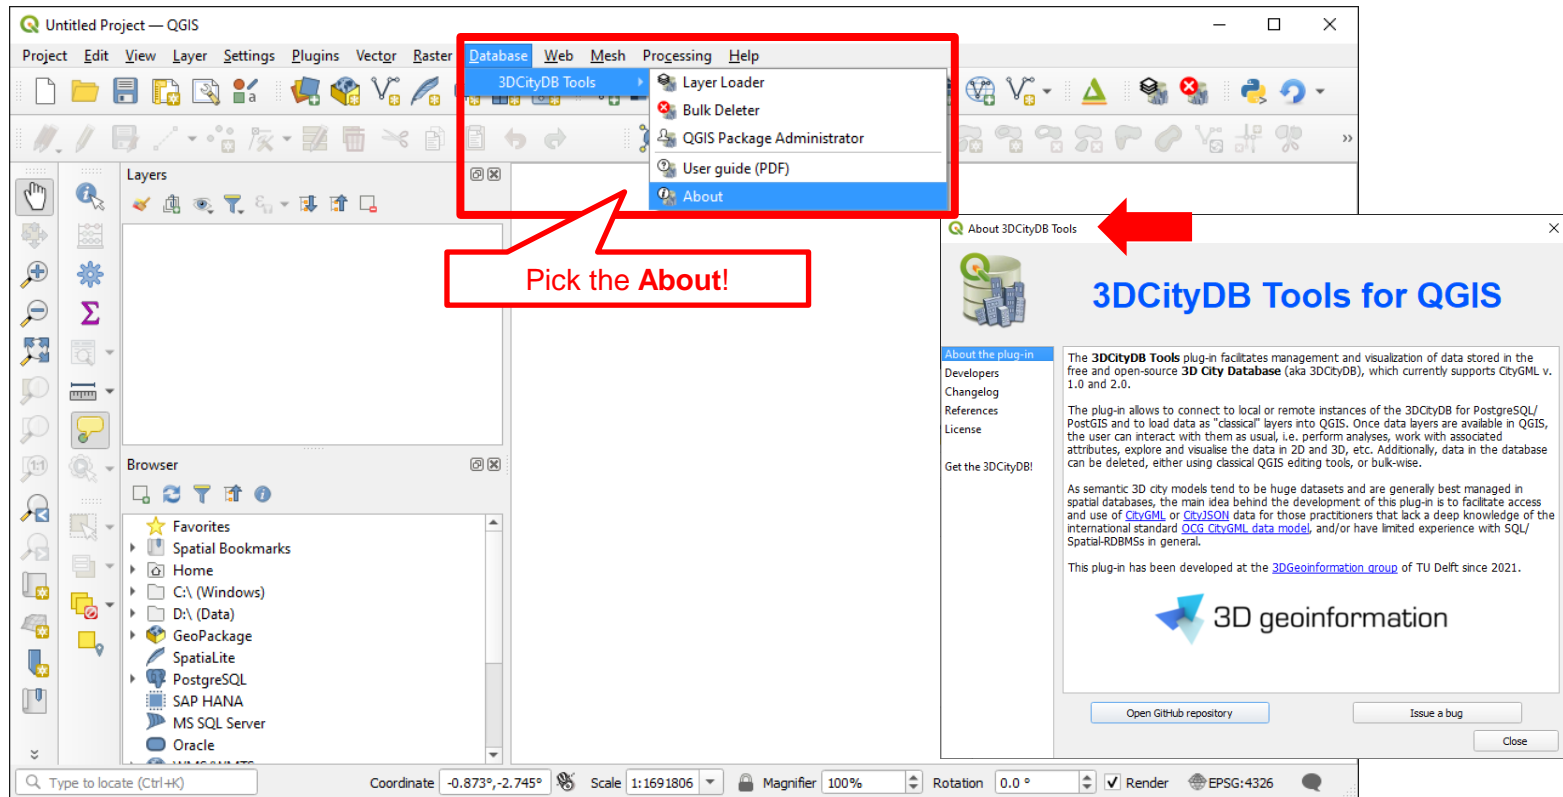 Untitled Project — QGIS
Project Edit View Layer Settings Plugins Vector Raster Database Web Mesh Processing Help
3DCityDB Tools
Layer Loader
Bulk Deleter
QGIS Package Administrator
User guide (PDF)
About
Pick the About!
Layers
Browser
Favorites
Spatial Bookmarks
Home
C:\ (Windows)
D:\ (Data)
GeoPackage
SpatiaLite
PostgreSQL
SAP HANA
MS SQL Server
Oracle
About 3DCityDB Tools
3DCityDB Tools for QGIS
About the plug-in
Developers
Changelog
References
License
Get the 3DCityDB!
The 3DCityDB Tools plug-in facilitates management and visualization of data stored in the
free and open-source 3D City Database (aka 3DCityDB), which currently supports CityGML v.
1.0 and 2.0.
The plug-in allows to connect to local or remote instances of the 3DCityDB for PostgreSQL/
PostGIS and to load data as "classical" layers into QGIS. Once data layers are available in QGIS,
the user can interact with them as usual, i.e. perform analyses, work with associated
attributes, explore and visualise the data in 2D and 3D, etc. Additionally, data in the database
can be deleted, either using classical QGIS editing tools, or bulk-wise.
As semantic 3D city models tend to be huge datasets and are generally best managed in
spatial databases, the main idea behind the development of this plug-in is to facilitate access
and use of CityGML or CityJSON data for those practitioners that lack a deep knowledge of the
international standard OCG CityGML data model, and/or have limited experience with SQL/
Spatial-RDBMSs in general.
This plug-in has been developed at the 3DGeoinformation group of TU Delft since 2021.
3D geoinformation
Open GitHub repository
Issue a bug
Close
Type to locate (Ctrl+K)
Coordinate -0.873°,-2.745° Scale 1:1691806 Magnifier 100% Rotation 0.0 ° Render EPSG:4326